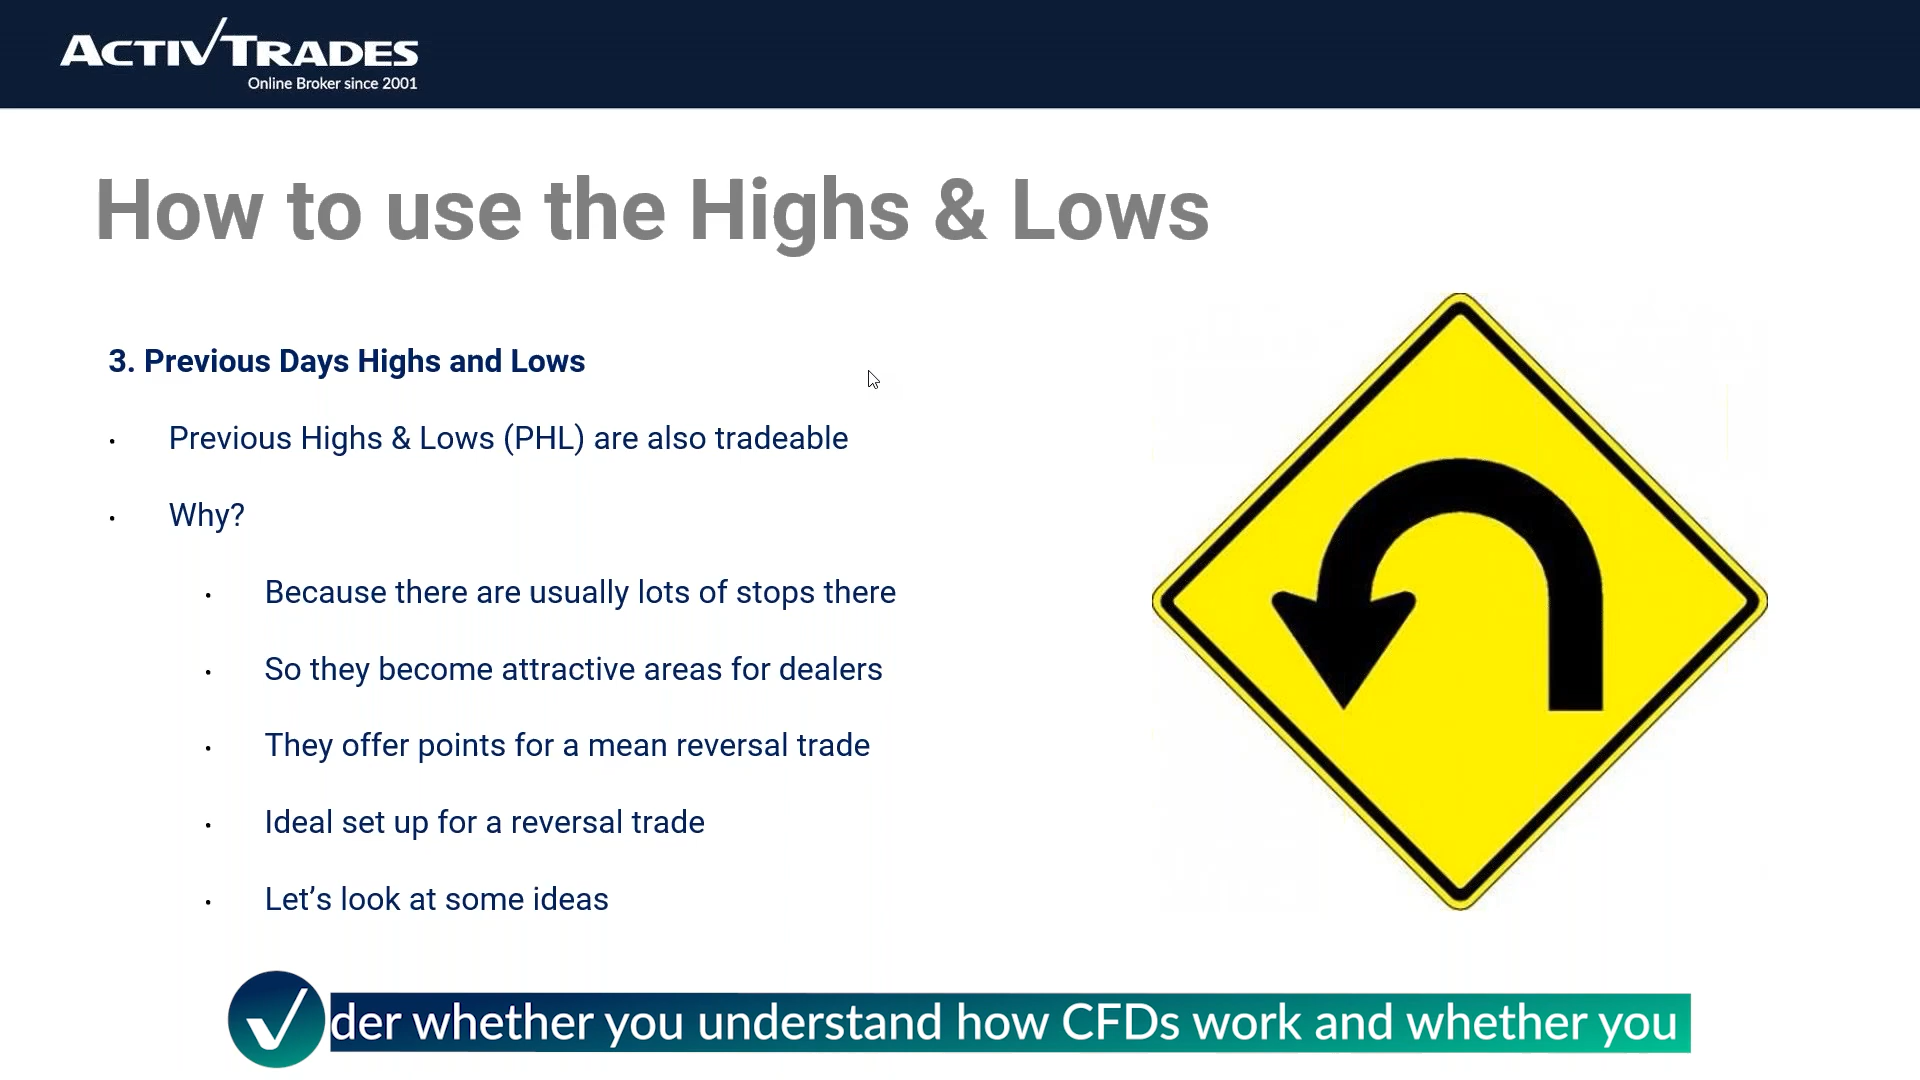 ACTIVTRADES
Online Broker since 2001
How to use the Highs & Lows
3. Previous Days Highs and Lows
• Previous Highs & Lows (PHL) are also tradeable
• Why?
• Because there are usually lots of stops there
• So they become attractive areas for dealers
• They offer points for a mean reversal trade
• Ideal set up for a reversal trade
• Let’s look at some ideas
der whether you understand how CFDs work and whether you